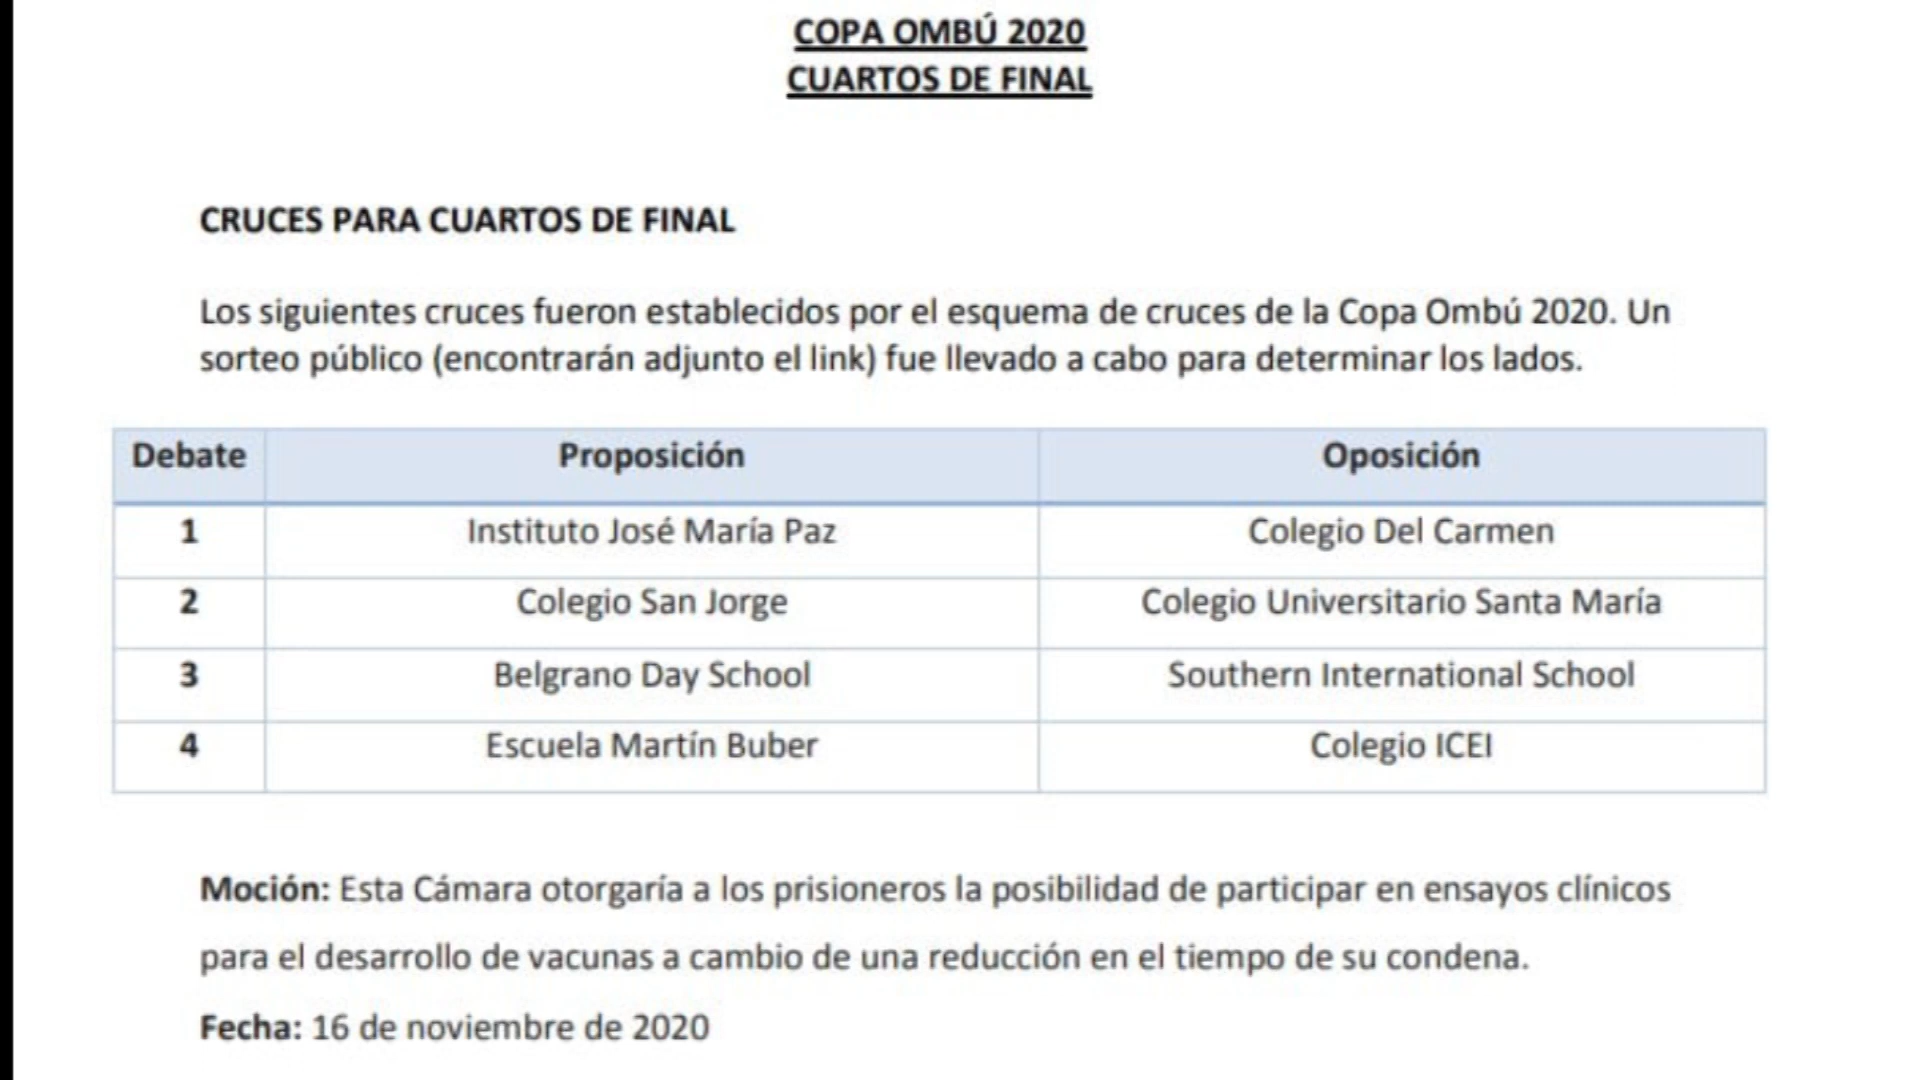 COPA OMBÚ 2020
CUARTOS DE FINAL
CRUCES PARA CUARTOS DE FINAL
Los siguientes cruces fueron establecidos por el esquema de cruces de la Copa Ombú 2020. Un
sorteo público (encontrarán adjunto el link) fue llevado a cabo para determinar los lados.
Debate Proposición Oposición
1 Instituto José María Paz Colegio Del Carmen
2 Colegio San Jorge Colegio Universitario Santa María
3 Belgrano Day School Southern International School
4 Escuela Martín Buber Colegio ICEI
Moción: Esta Cámara otorgaría a los prisioneros la posibilidad de participar en ensayos clínicos
para el desarrollo de vacunas a cambio de una reducción en el tiempo de su condena.
Fecha: 16 de noviembre de 2020